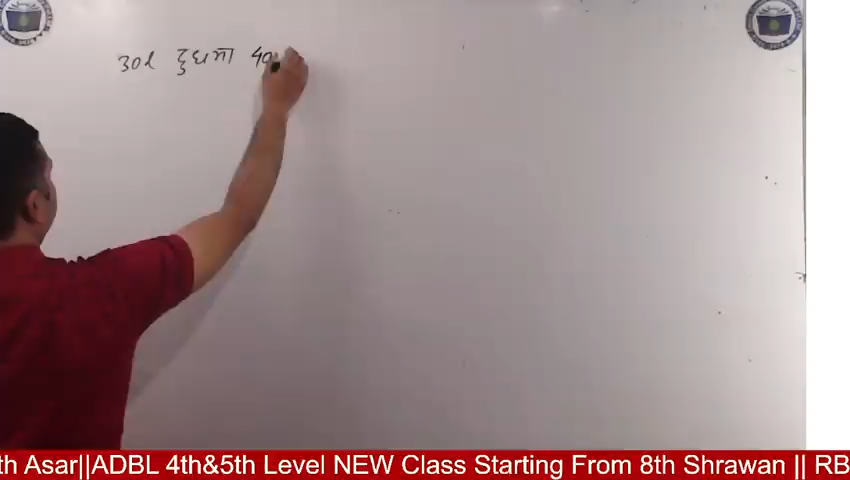 30l दुधमा 40
th Asar||ADBL 4th&5th Level NEW Class Starting From 8th Shrawan || RB